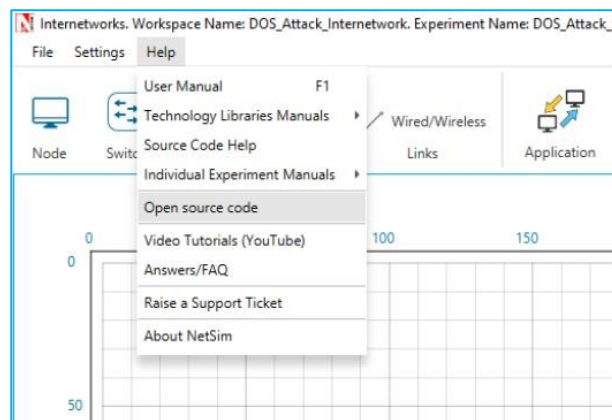 Internetworks. Workspace Name: DOS_Attack_Internetwork. Experiment Name: DOS_Attack_
File Settings Help
User Manual F1
Technology Libraries Manuals
Source Code Help
Individual Experiment Manuals
Open source code
Video Tutorials (YouTube)
Answers/FAQ
Raise a Support Ticket
About NetSim
Node
Switc
Wired/Wireless
Links
Application
0 100 150
0
50